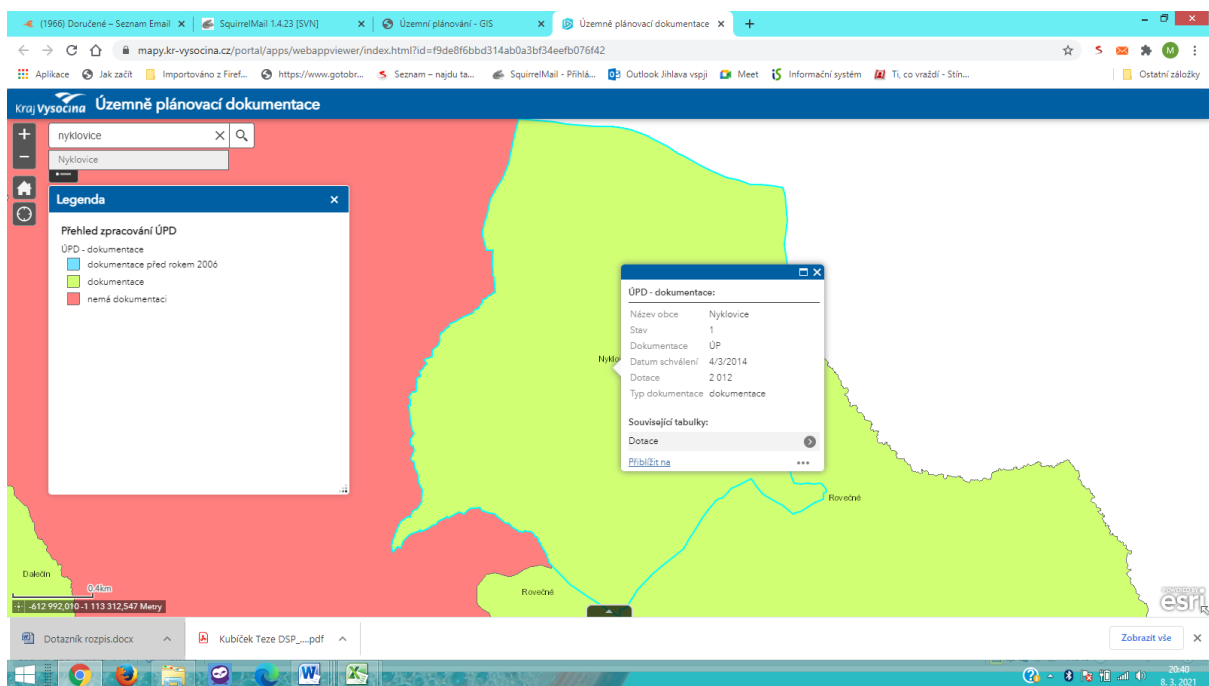 (1966) Doručené – Seznam Email
SquirrelMail 1.4.23 [SVN]
Územní plánování - GIS
Územně plánovací dokumentace
mapy.kr-vysocina.cz/portal/apps/webappviewer/index.html?id=f9de8f6bbd314ab0a3bf34eefb076f42
Aplikace
Jak začít
Importováno z Firef...
https://www.gotobr...
Seznam – najdu ta...
SquirrelMail - Přihlá...
Outlook Jihlava vspji
Meet
Informační systém
Ti, co vraždí - Stín...
Ostatní záložky
Kraj Vysočina
Územně plánovací dokumentace
nyklovice
Nyklovice
Legenda
Přehled zpracování ÚPD
ÚPD - dokumentace
dokumentace před rokem 2006
dokumentace
nemá dokumentaci
Nyklo
ÚPD - dokumentace:
Název obce Nyklovice
Stav 1
Dokumentace ÚP
Datum schválení 4/3/2014
Dotace 2 012
Typ dokumentace dokumentace
Související tabulky:
Dotace
Přiblížit na
Rovečné
Rovečné
Dalečín
0.4km
-612 992,010 -1 113 312,547 Metry
POWERED BY
esri
Dotazník rozpis.docx
Kubíček Teze DSP_....pdf
Zobrazit vše
20:40
8. 3. 2021